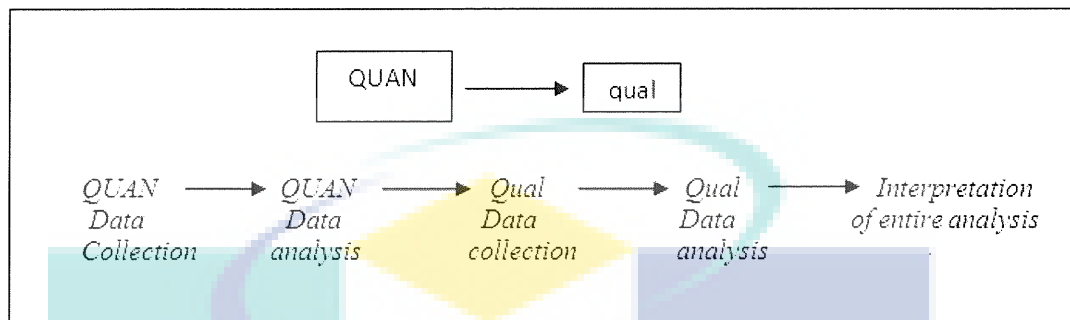 QUAN qual
QUAN QUAN Qual Qual Interpretation
Data Data Data Data of entire analysis
Collection analysis collection analysis